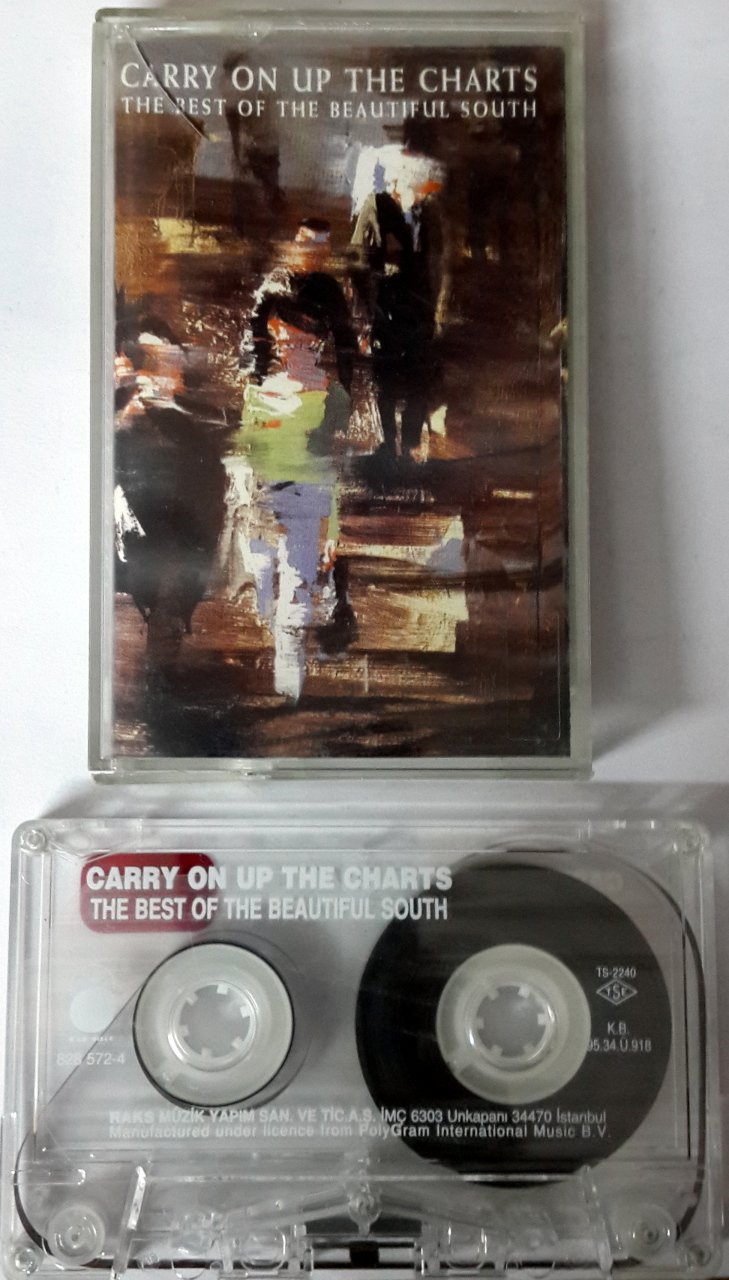 CARRY ON UP THE CHARTS
THE BEST OF THE BEAUTIFUL SOUTH
CARRY ON UP THE CHARTS
THE BEST OF THE BEAUTIFUL SOUTH
TS-2240
TSE
K.B.
95.34.Ü.918
828 572-4
RAKS MÜZİK YAPIM SAN. VE TİC.A.Ş. İMÇ 6303 Unkapanı 34470 İstanbul
Manufactured under licence from PolyGram International Music B.V.